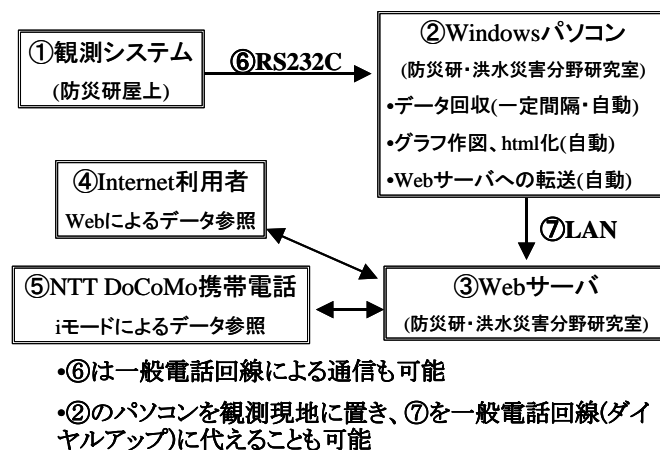 ①観測システム
(防災研屋上)
⑥RS232C
②Windowsパソコン
(防災研・洪水災害分野研究室)
•データ回収(一定間隔・自動)
•グラフ作図、html化(自動)
•Webサーバへの転送(自動)
④Internet利用者
Webによるデータ参照
⑦LAN
⑤NTT DoCoMo携帯電話
iモードによるデータ参照
③Webサーバ
(防災研・洪水災害分野研究室)
•⑥は一般電話回線による通信も可能
•②のパソコンを観測現地に置き、⑦を一般電話回線(ダイ
ヤルアップ)に代えることも可能